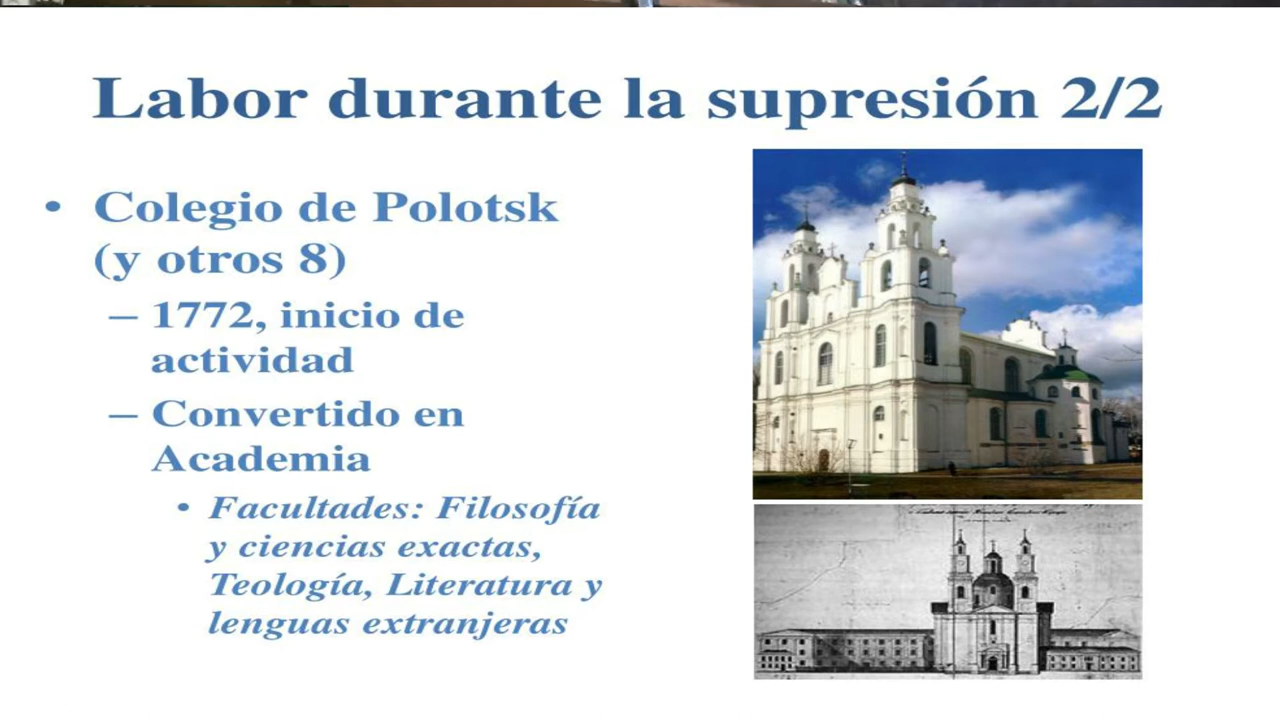 Labor durante la supresión 2/2
• Colegio de Polotsk
(y otros 8)
– 1772, inicio de
actividad
– Convertido en
Academia
• Facultades: Filosofía
y ciencias exactas,
Teología, Literatura y
lenguas extranjeras